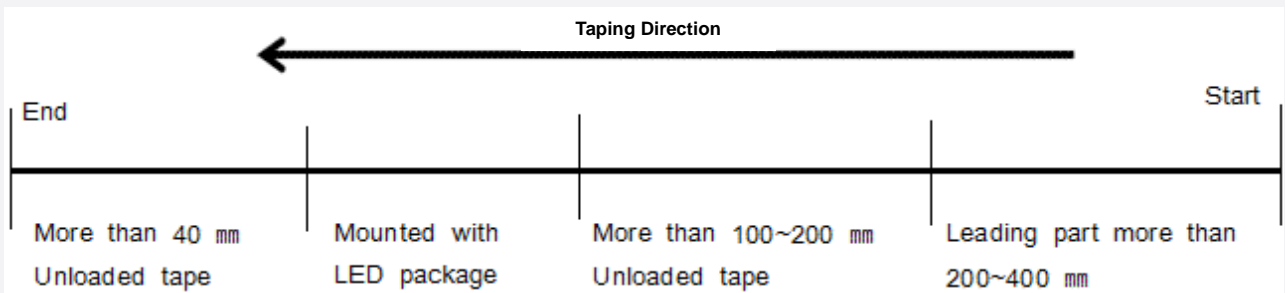 Taping Direction
End
Start
More than 40 ㎜
Unloaded tape
Mounted with
LED package
More than 100~200 ㎜
Unloaded tape
Leading part more than
200~400 ㎜